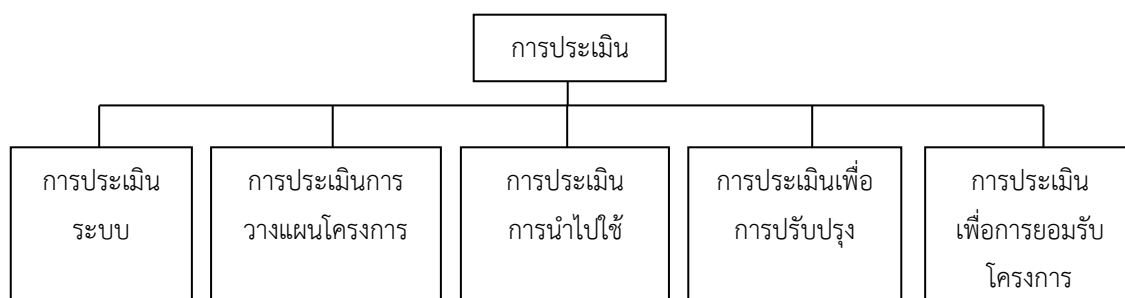 การประเมิน
การประเมิน
ระบบ
การประเมินการ
วางแผนโครงการ
การประเมิน
การนำไปใช้
การประเมินเพื่อ
การปรับปรุง
การประเมิน
เพื่อการยอมรับ
โครงการ